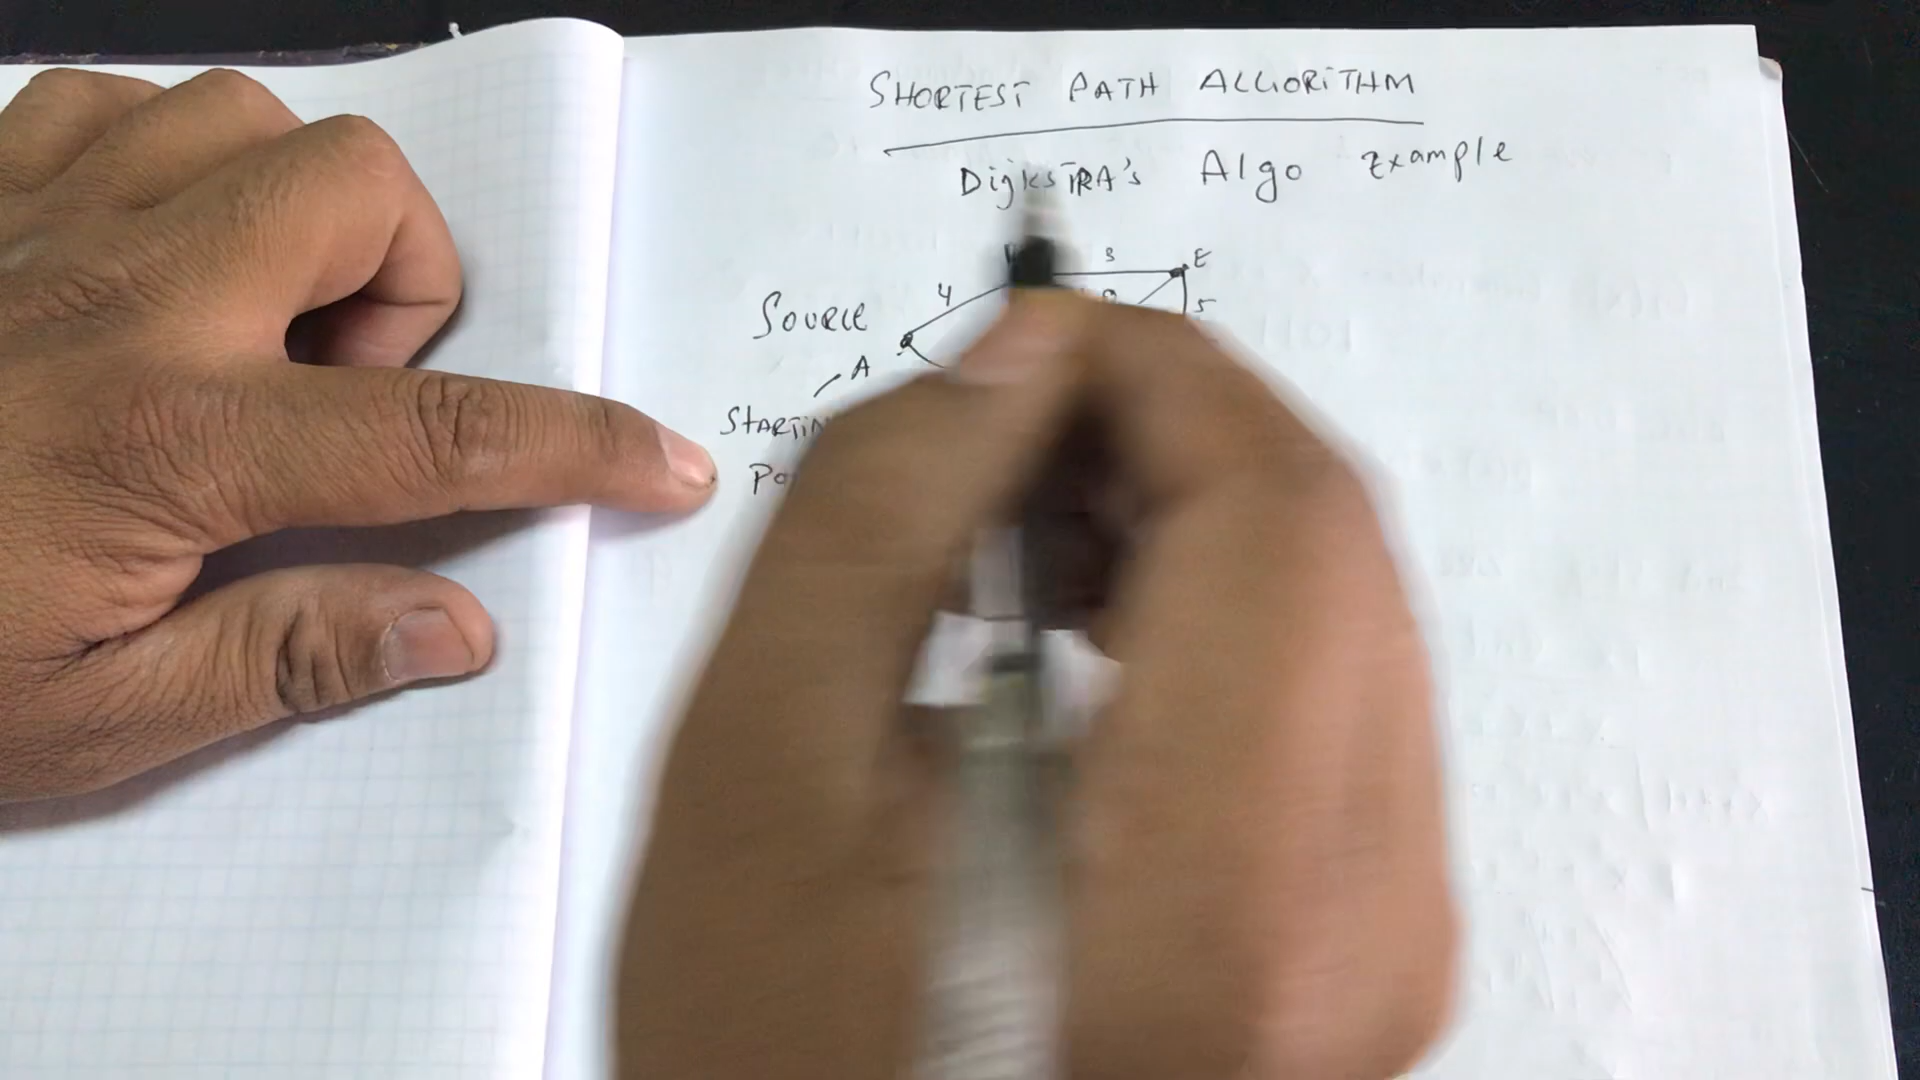 SHORTEST PATH ALGORITHM
DijksTRA's Algo Example
3 E
4 5
Source
A